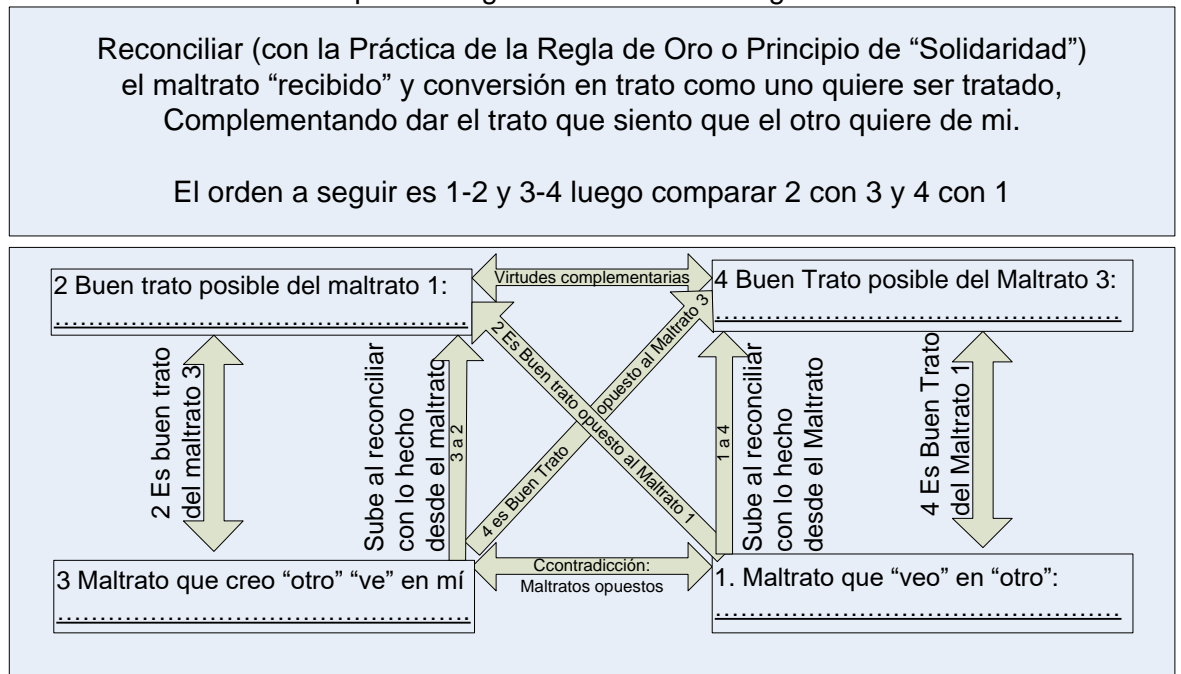 Reconciliar (con la Práctica de la Regla de Oro o Principio de “Solidaridad”)
el maltrato “recibido” y conversión en trato como uno quiere ser tratado,
Complementando dar el trato que siento que el otro quiere de mi.
El orden a seguir es 1-2 y 3-4 luego comparar 2 con 3 y 4 con 1
2 Buen trato posible del maltrato 1:
……………………………………………
Virtudes complementarias
4 Buen Trato posible del Maltrato 3:
……………………………………………
2 Es buen trato
del maltrato 3
Sube al reconciliar
con lo hecho
desde el maltrato
3 a 2
2 Es Buen trato opuesto al Maltrato 1
4 es Buen Trato opuesto al Maltrato 3
1 a 4
Sube al reconciliar
con lo hecho
desde el Maltrato
4 Es Buen Trato
del Maltrato 1
3 Maltrato que creo “otro” “ve” en mí
……………………………………………
Ccontradicción:
Maltratos opuestos
1. Maltrato que “veo” en “otro”:
……………………………………………